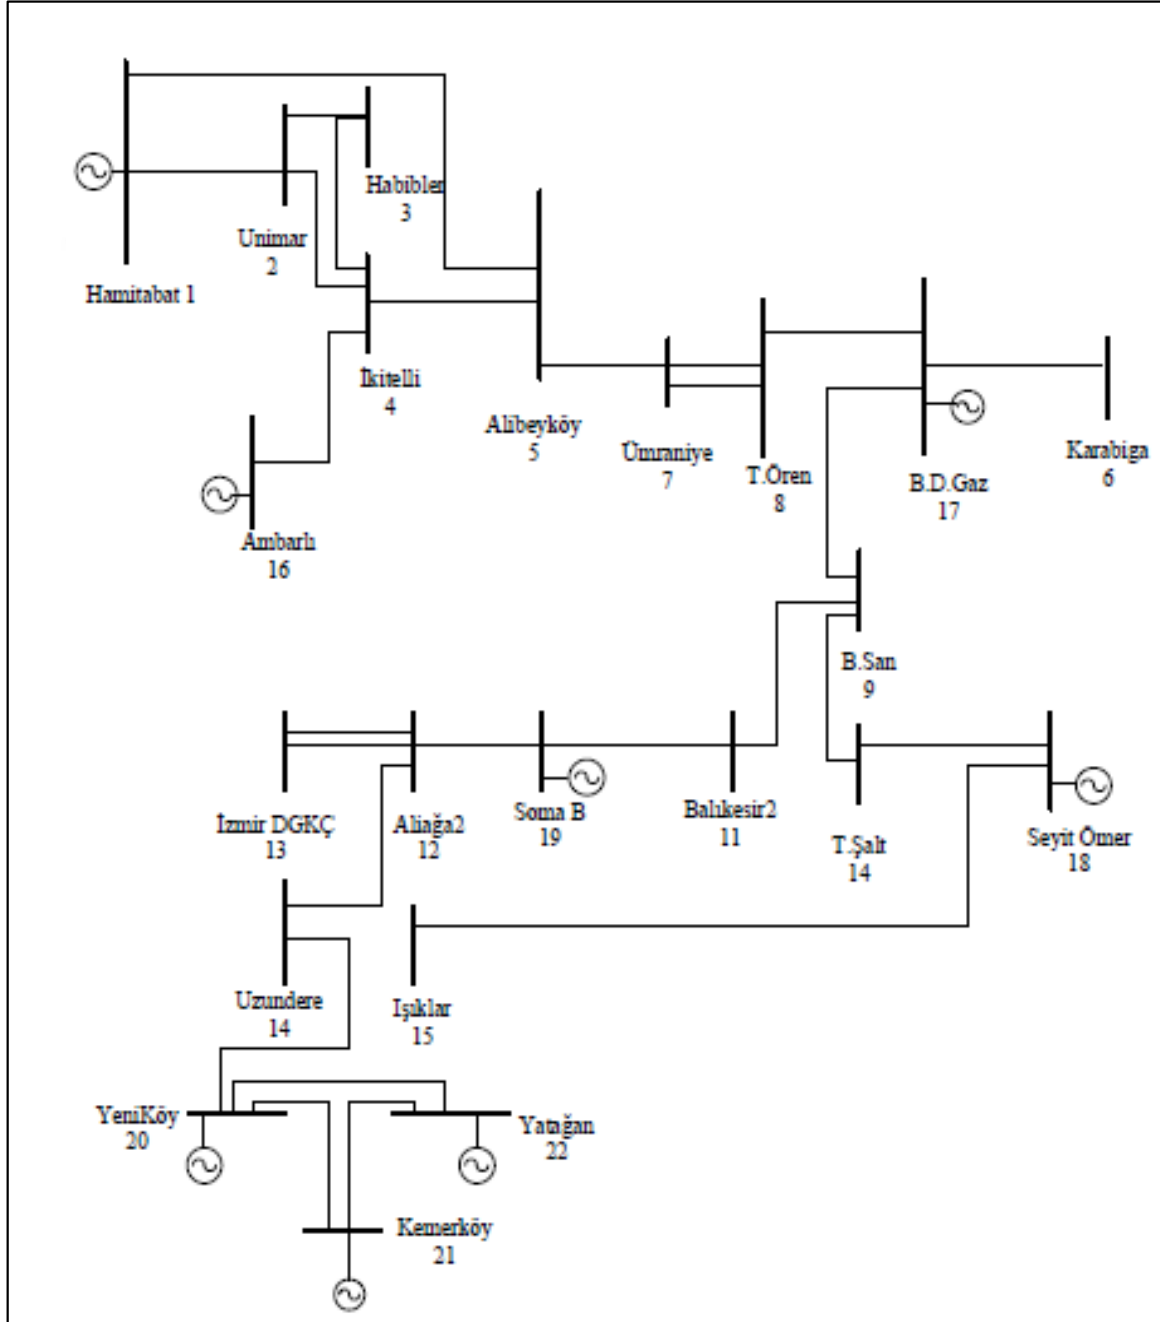 Habibler
3
Unimar
2
Hamitabat 1
İkitelli
4
Alibeyköy
5
Ümraniye
7
T.Ören
8
B.D.Gaz
17
Karabiga
6
Ambarlı
16
B.San
9
İzmir DGKÇ
13
Aliağa2
12
Soma B
19
Balıkesir2
11
T.Şalt
14
Seyit Ömer
18
Uzundere
14
Işıklar
15
YeniKöy
20
Yatağan
22
Kemerköy
21